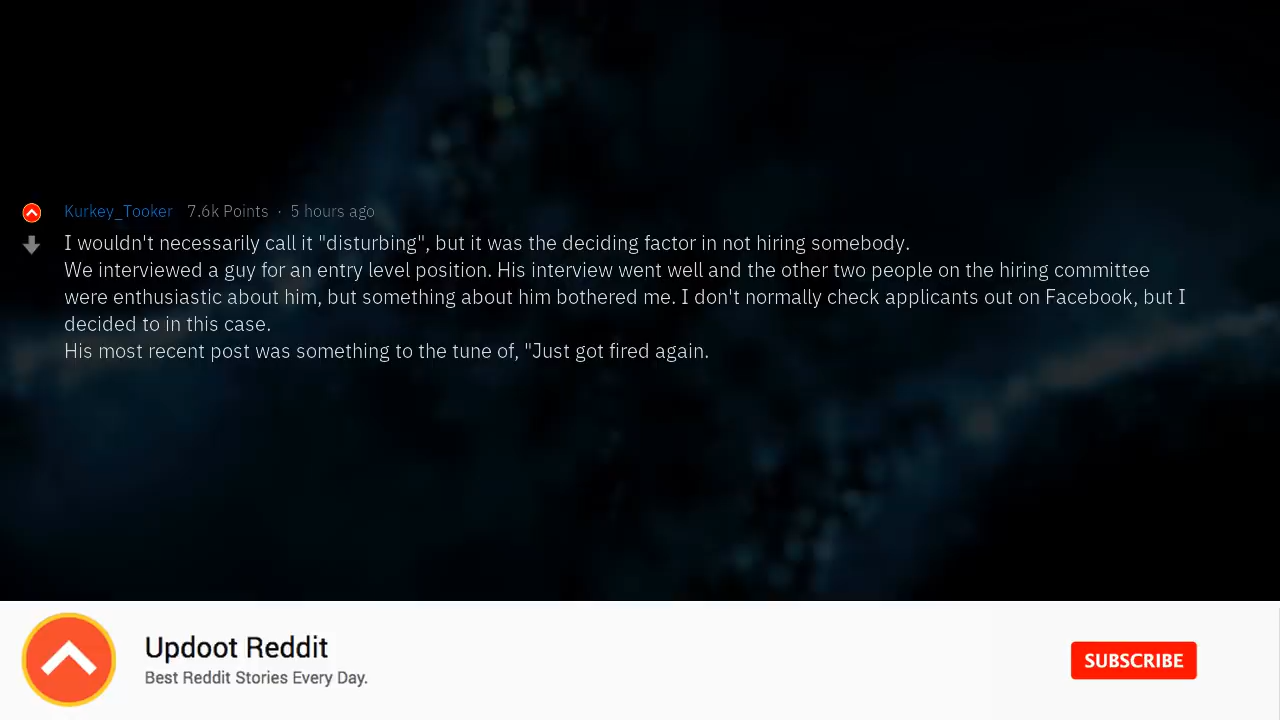 Kurkey_Tooker 7.6k Points · 5 hours ago
I wouldn't necessarily call it "disturbing", but it was the deciding factor in not hiring somebody.
We interviewed a guy for an entry level position. His interview went well and the other two people on the hiring committee
were enthusiastic about him, but something about him bothered me. I don't normally check applicants out on Facebook, but I
decided to in this case.
His most recent post was something to the tune of, "Just got fired again.
Updoot Reddit
Best Reddit Stories Every Day.
SUBSCRIBE